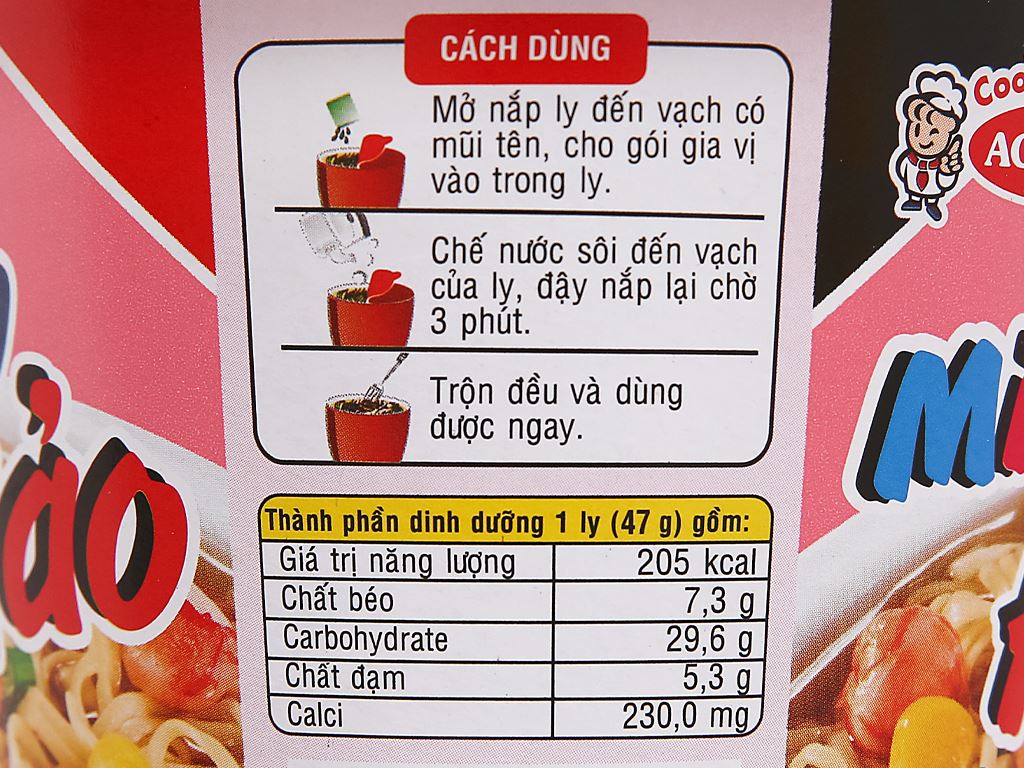 CÁCH DÙNG
Mở nắp ly đến vạch có
mũi tên, cho gói gia vị
vào trong ly.
Chế nước sôi đến vạch
của ly, đậy nắp lại chờ
3 phút.
Trộn đều và dùng
được ngay.
Thành phần dinh dưỡng 1 ly (47 g) gồm:
Giá trị năng lượng 205 kcal
Chất béo 7,3 g
Carbohydrate 29,6 g
Chất đạm 5,3 g
Calci 230,0 mg